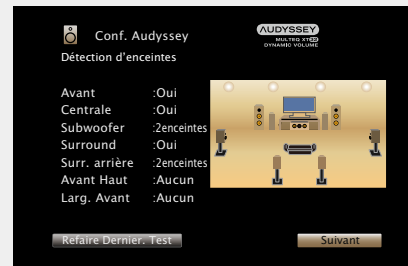 Conf. Audyssey
AUDYSSEY
MULTEQ XT32
DYNAMIC VOLUME
Détection d'enceintes
Avant :Oui
Centrale :Oui
Subwoofer :2enceintes
Surround :Oui
Surr. arrière :2enceintes
Avant Haut :Aucun
Larg. Avant :Aucun
Refaire Dernier. Test
Suivant